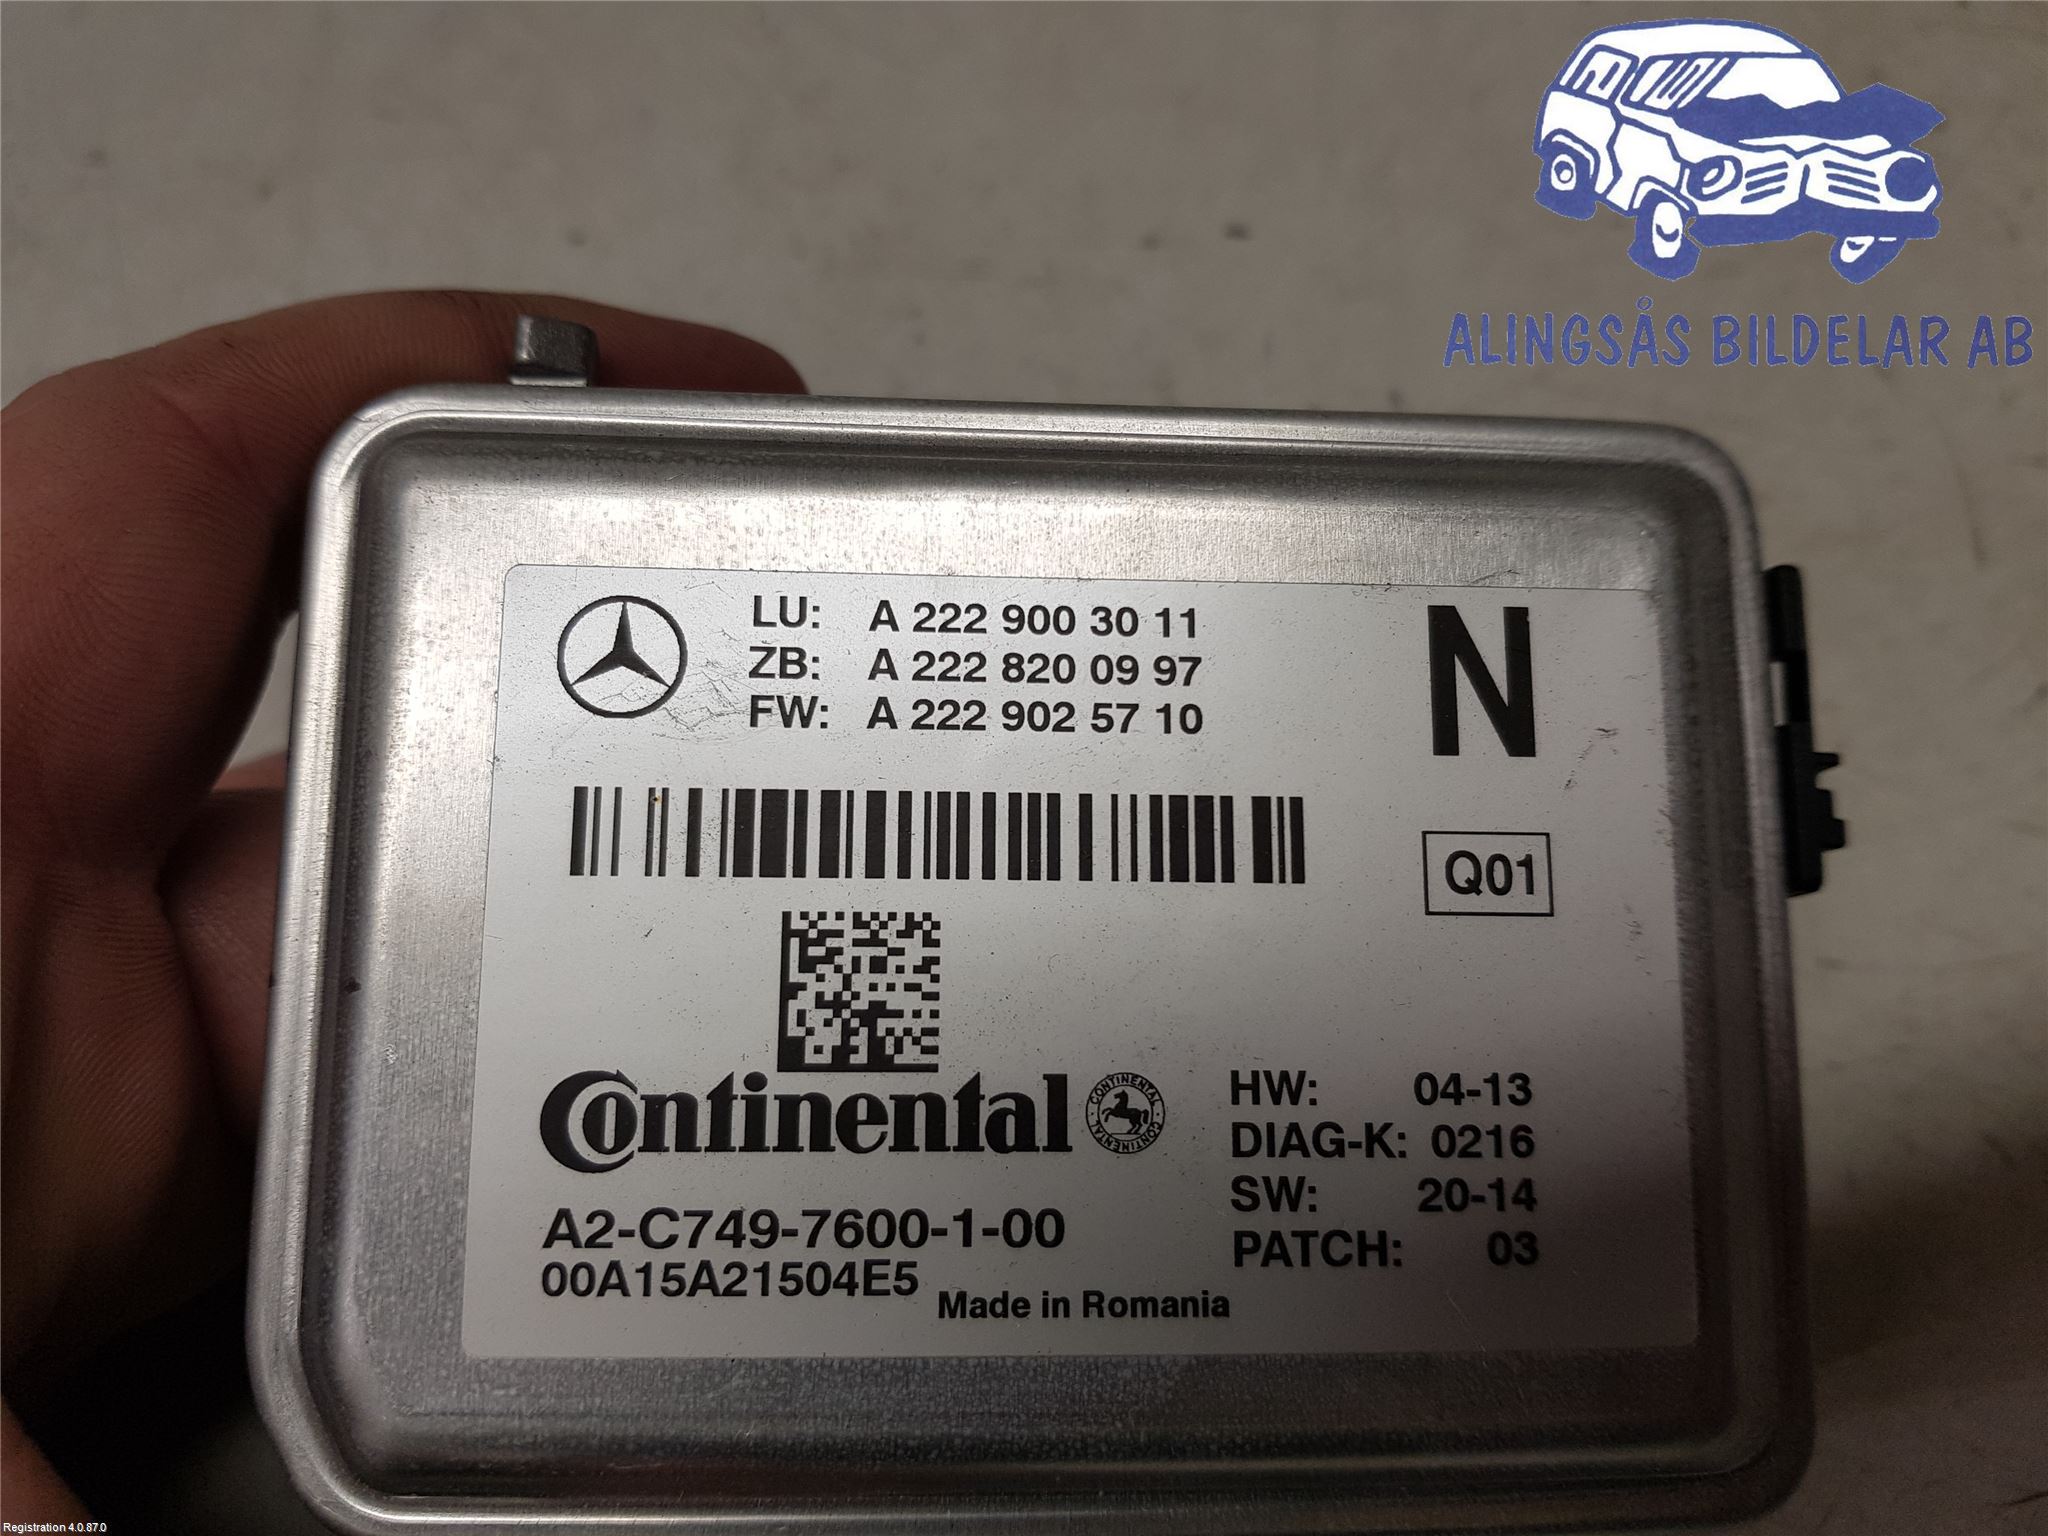 ALINGSÅS BILDELAR AB
LU: A 222 900 30 11
ZB: A 222 820 09 97
FW: A 222 902 57 10
N
Q01
Continental
CONTINENTAL · CONTINENTAL ·
HW: 04-13
DIAG-K: 0216
SW: 20-14
PATCH: 03
A2-C749-7600-1-00
00A15A21504E5
Made in Romania
Registration 4.0.87.0